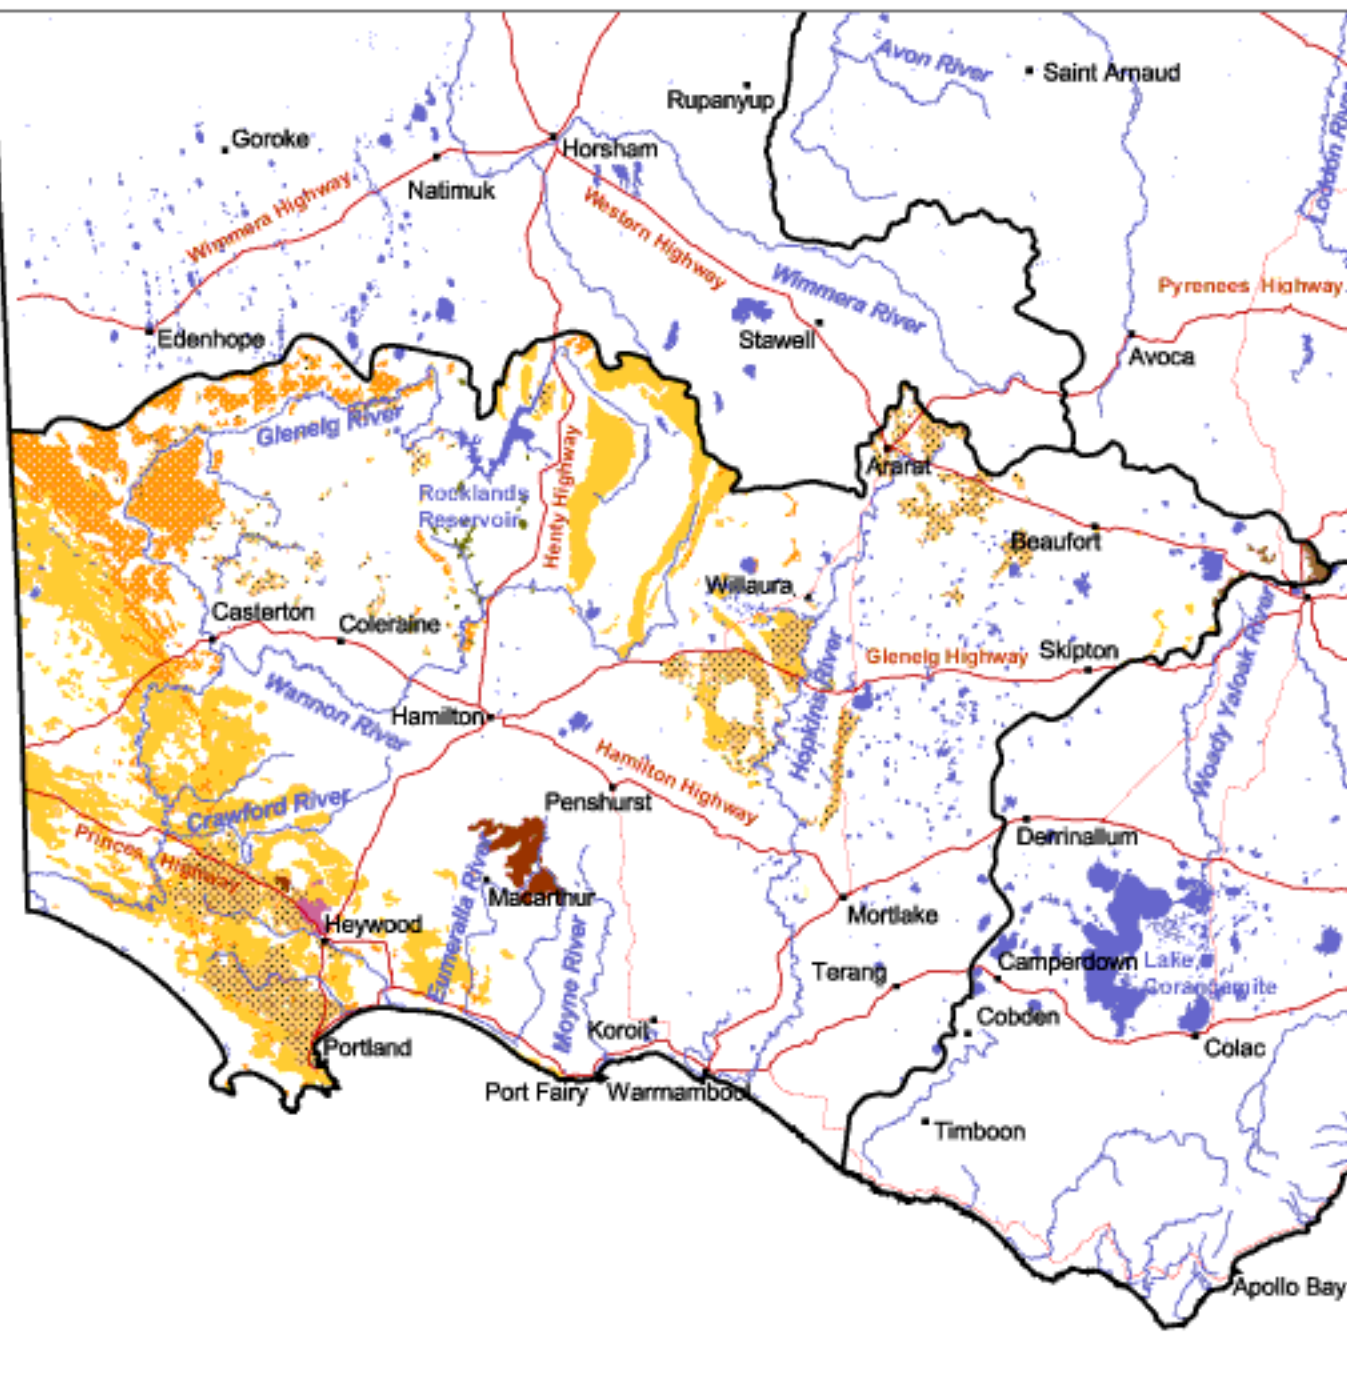 Avon River
Saint Arnaud
Rupanyup
Loddon River
Goroke
Horsham
Natimuk
Wimmera Highway
Western Highway
Wimmera River
Pyrenees Highway
Edenhope
Stawell
Avoca
Glenelg River
Ararat
Rocklands
Reservoir
Henty Highway
Beaufort
Willaura
Casterton
Coleraine
Glenelg Highway
Skipton
Wannon River
Hamilton
Hopkins River
Woady Yaloak River
Hamilton Highway
Penshurst
Crawford River
Princes Highway
Derrinallum
Macarthur
Mortlake
Heywood
Eumeralla River
Moyne River
Terang
Camperdown
Lake
Corangamite
Koroit
Cobden
Portland
Colac
Port Fairy
Warrnambool
Timboon
Apollo Bay